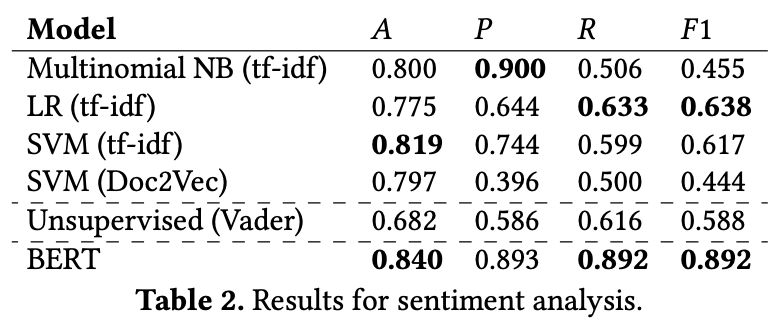 Model A P R F1
Multinomial NB (tf-idf) 0.800 0.900 0.506 0.455
LR (tf-idf) 0.775 0.644 0.633 0.638
SVM (tf-idf) 0.819 0.744 0.599 0.617
SVM (Doc2Vec) 0.797 0.396 0.500 0.444
Unsupervised (Vader) 0.682 0.586 0.616 0.588
BERT 0.840 0.893 0.892 0.892
Table 2. Results for sentiment analysis.